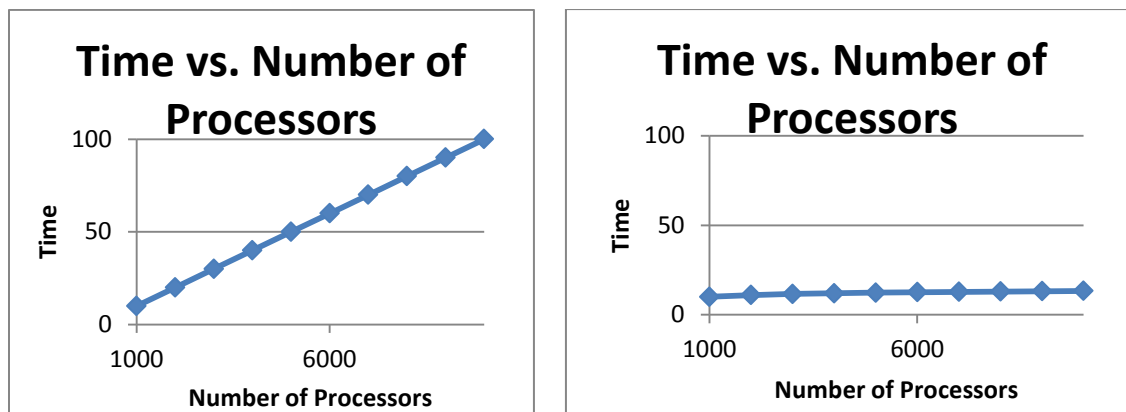 Time vs. Number of
Processors
100
50
0
Time
1000
6000
Number of Processors
Time vs. Number of
Processors
100
50
0
Time
1000
6000
Number of Processors